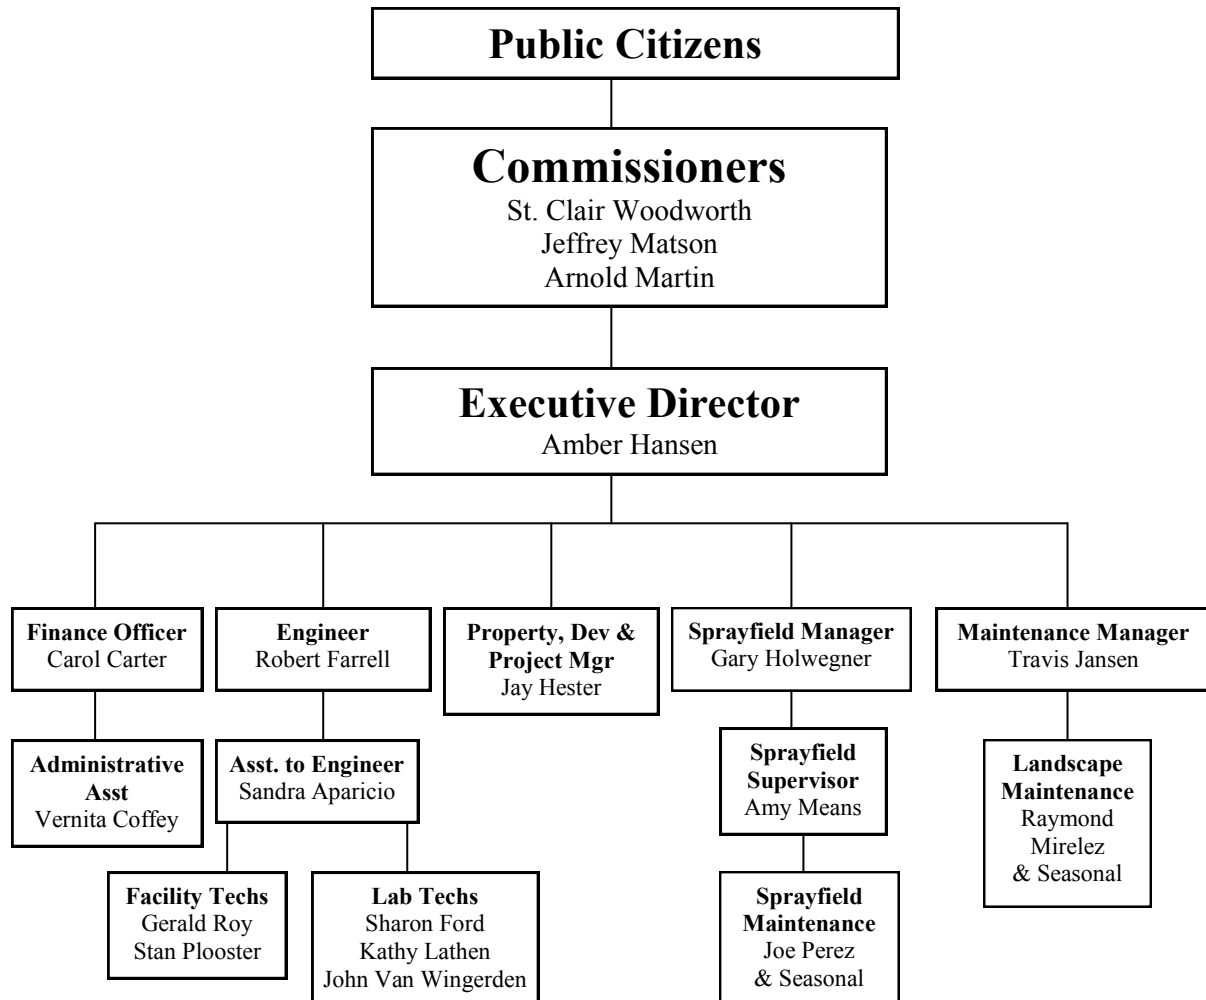 Public Citizens
Commissioners
St. Clair Woodworth
Jeffrey Matson
Arnold Martin
Executive Director
Amber Hansen
Finance Officer
Carol Carter
Engineer
Robert Farrell
Property, Dev &
Project Mgr
Jay Hester
Sprayfield Manager
Gary Holwegner
Maintenance Manager
Travis Jansen
Administrative
Asst
Vernita Coffey
Asst. to Engineer
Sandra Aparicio
Sprayfield
Supervisor
Amy Means
Landscape
Maintenance
Raymond
Mirelez
& Seasonal
Facility Techs
Gerald Roy
Stan Plooster
Lab Techs
Sharon Ford
Kathy Lathen
John Van Wingerden
Sprayfield
Maintenance
Joe Perez
& Seasonal